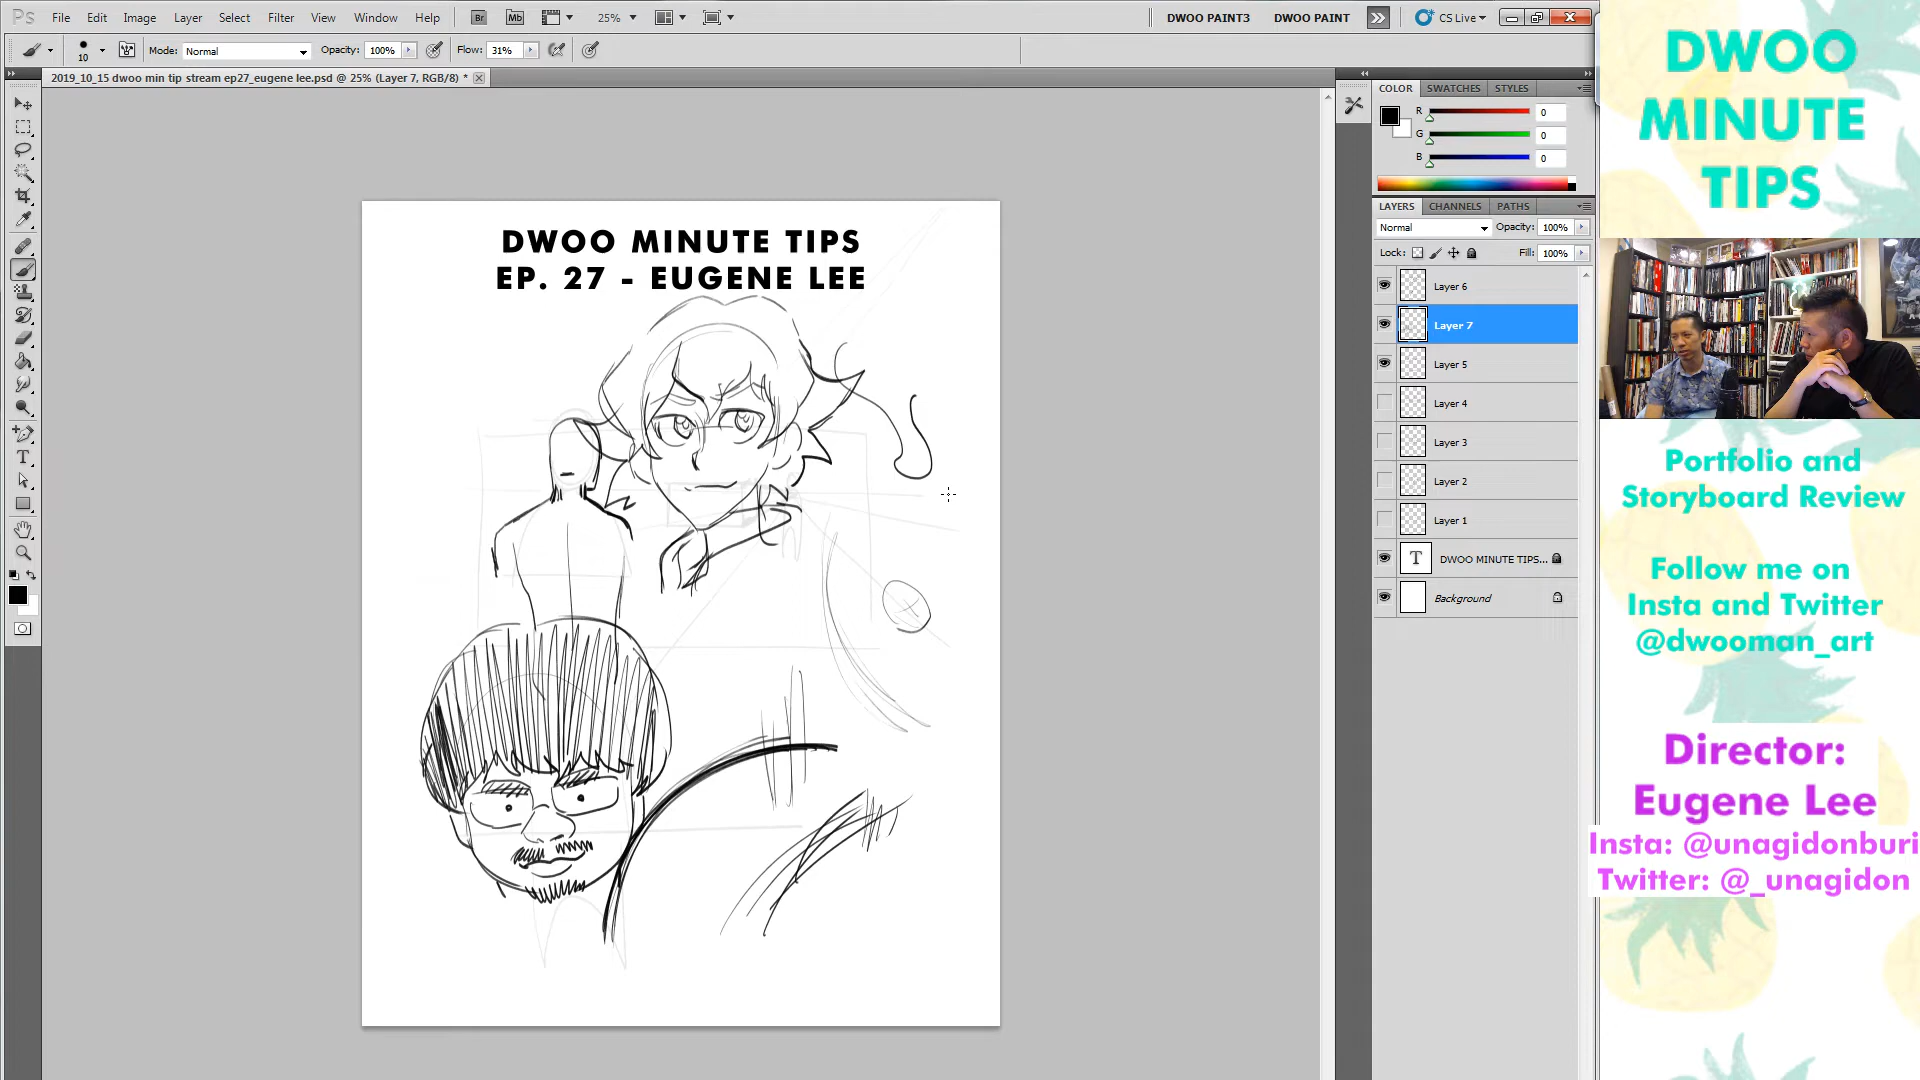 Ps File Edit Image Layer Select Filter View Window Help Br Mb 25% DWOO PAINT3 DWOO PAINT CS Live
10 Mode: Normal Opacity: 100% Flow: 31%
2019_10_15 dwoo min tip stream ep27_eugene lee.psd @ 25% (Layer 7, RGB/8) *
DWOO MINUTE TIPS
EP. 27 - EUGENE LEE
COLOR SWATCHES STYLES
R 0
G 0
B 0
LAYERS CHANNELS PATHS
Normal Opacity: 100%
Lock: Fill: 100%
Layer 6
Layer 7
Layer 5
Layer 4
Layer 3
Layer 2
Layer 1
T DWOO MINUTE TIPS...
Background
DWOO
MINUTE
TIPS
Portfolio and
Storyboard Review
Follow me on
Insta and Twitter
@dwooman_art
Director:
Eugene Lee
Insta: @unagidonburi
Twitter: @_unagidon